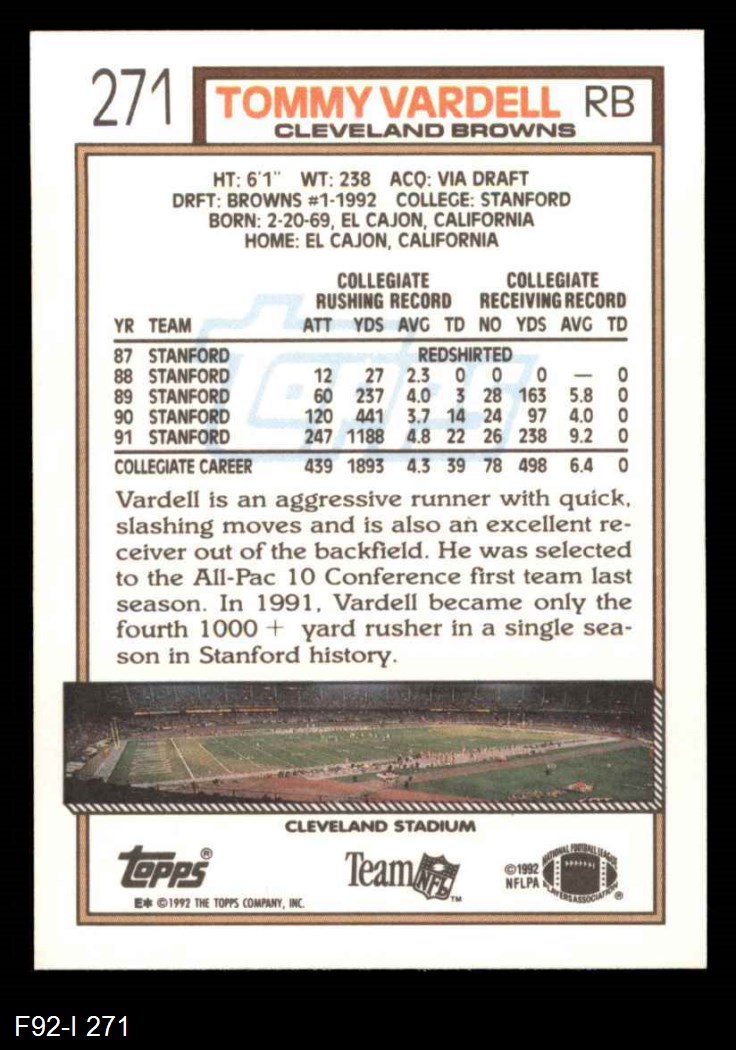 271
TOMMY VARDELL RB
CLEVELAND BROWNS
HT: 6'1" WT: 238 ACQ: VIA DRAFT
DRFT: BROWNS #1-1992 COLLEGE: STANFORD
BORN: 2-20-69, EL CAJON, CALIFORNIA
HOME: EL CAJON, CALIFORNIA
COLLEGIATE COLLEGIATE
RUSHING RECORD RECEIVING RECORD
YR TEAM ATT YDS AVG TD NO YDS AVG TD
87 STANFORD REDSHIRTED
88 STANFORD 12 27 2.3 0 0 0 — 0
89 STANFORD 60 237 4.0 3 28 163 5.8 0
90 STANFORD 120 441 3.7 14 24 97 4.0 0
91 STANFORD 247 1188 4.8 22 26 238 9.2 0
COLLEGIATE CAREER 439 1893 4.3 39 78 498 6.4 0
topps
Vardell is an aggressive runner with quick,
slashing moves and is also an excellent re-
ceiver out of the backfield. He was selected
to the All-Pac 10 Conference first team last
season. In 1991, Vardell became only the
fourth 1000 + yard rusher in a single sea-
son in Stanford history.
CLEVELAND STADIUM
topps®
Team NFL™
©1992
NFLPA
NATIONAL FOOTBALL LEAGUE
PLAYERS ASSOCIATION ®
E* ©1992 THE TOPPS COMPANY, INC.
F92-I 271